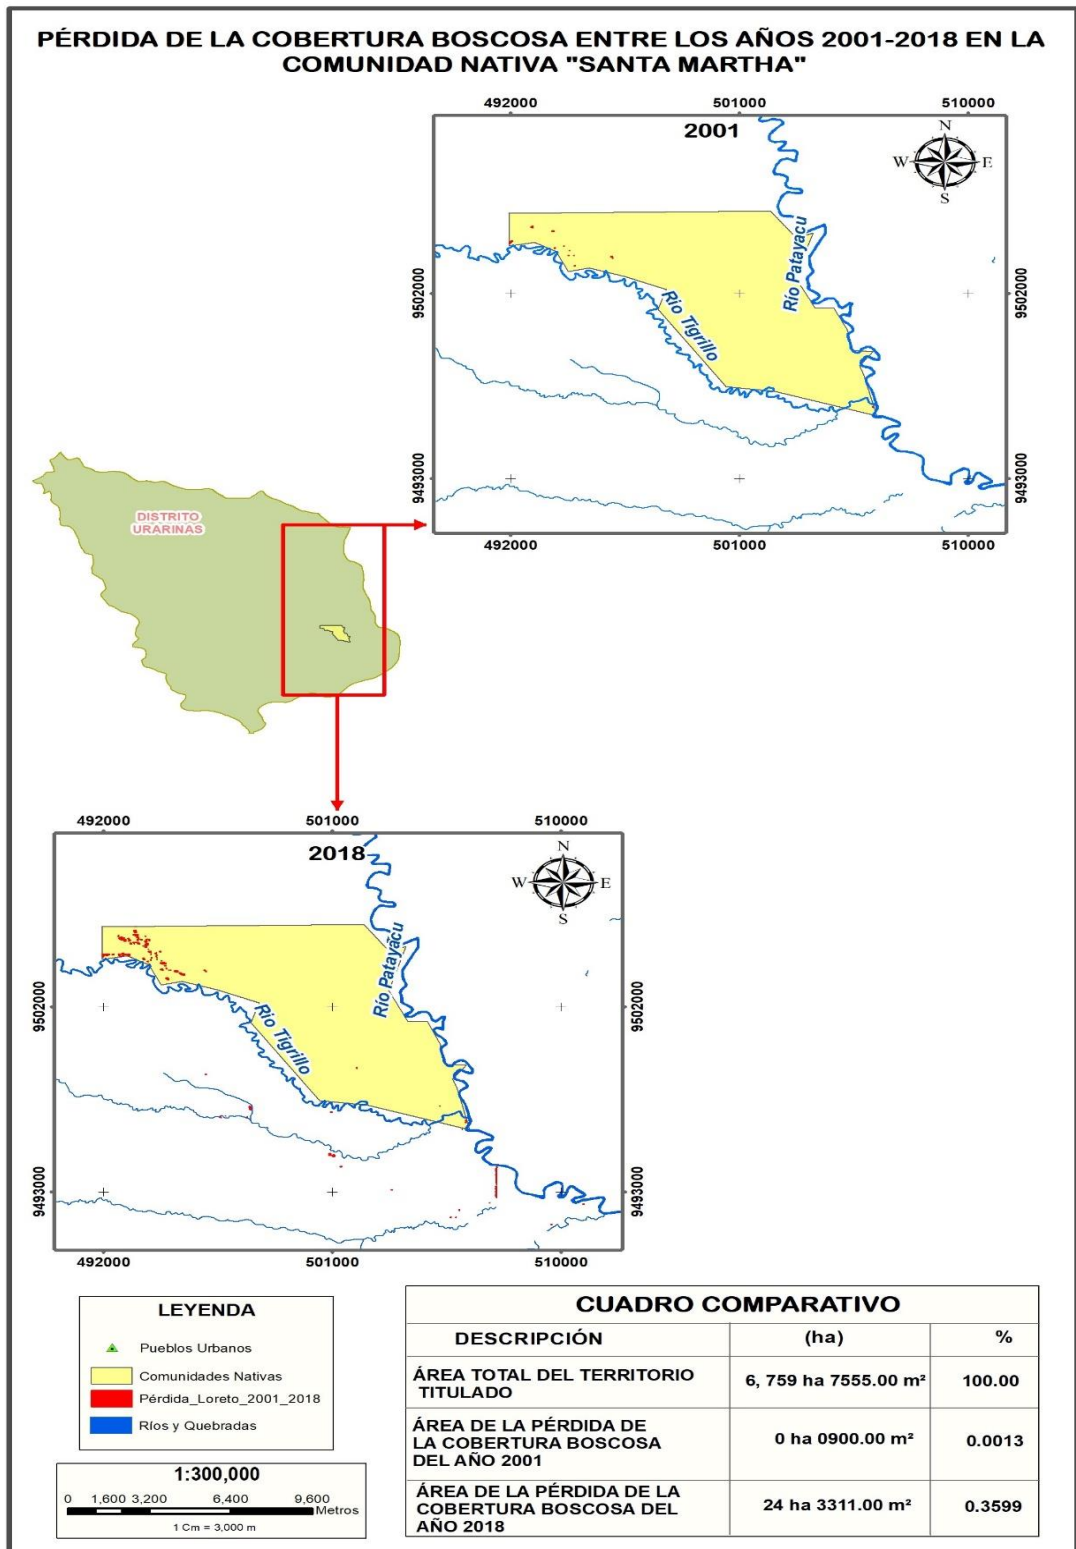 PÉRDIDA DE LA COBERTURA BOSCOSA ENTRE LOS AÑOS 2001-2018 EN LA
COMUNIDAD NATIVA "SANTA MARTHA"
492000 501000 510000
2001
N
W E
S
Río Patayacu
Río Tigrillo
9502000 9502000
9493000 9493000
492000 501000 510000
DISTRITO
URARINAS
492000 501000 510000
2018
N
W E
S
Río Patayacu
Río Tigrillo
9502000 9502000
9493000 9493000
492000 501000 510000
LEYENDA
Pueblos Urbanos
Comunidades Nativas
Pérdida_Loreto_2001_2018
Ríos y Quebradas
1:300,000
0 1,600 3,200 6,400 9,600
Metros
1 Cm = 3,000 m
CUADRO COMPARATIVO
DESCRIPCIÓN (ha) %
ÁREA TOTAL DEL TERRITORIO
TITULADO
6, 759 ha 7555.00 m² 100.00
ÁREA DE LA PÉRDIDA DE
LA COBERTURA BOSCOSA
DEL AÑO 2001
0 ha 0900.00 m² 0.0013
ÁREA DE LA PÉRDIDA DE LA
COBERTURA BOSCOSA DEL
AÑO 2018
24 ha 3311.00 m² 0.3599